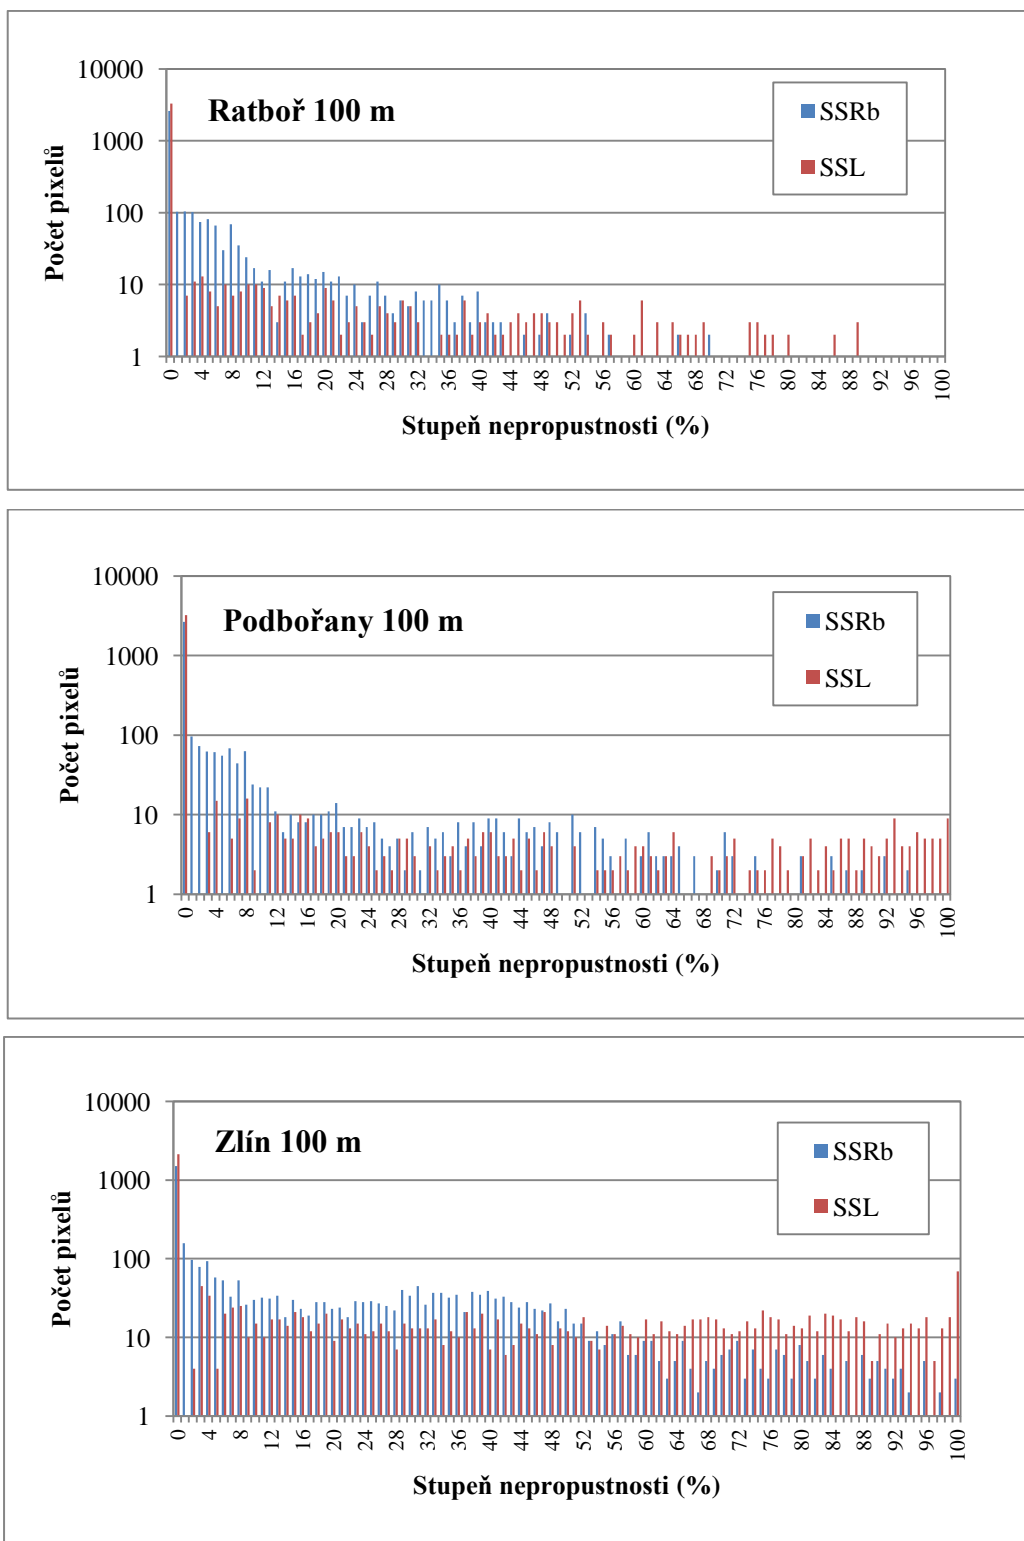 Ratboř 100 m
SSRb
SSL
10000
1000
100
10
1
Počet pixelů
0 4 8 12 16 20 24 28 32 36 40 44 48 52 56 60 64 68 72 76 80 84 88 92 96 100
Stupeň nepropustnosti (%)
Podbořany 100 m
SSRb
SSL
10000
1000
100
10
1
Počet pixelů
0 4 8 12 16 20 24 28 32 36 40 44 48 52 56 60 64 68 72 76 80 84 88 92 96 100
Stupeň nepropustnosti (%)
Zlín 100 m
SSRb
SSL
10000
1000
100
10
1
Počet pixelů
0 4 8 12 16 20 24 28 32 36 40 44 48 52 56 60 64 68 72 76 80 84 88 92 96 100
Stupeň nepropustnosti (%)